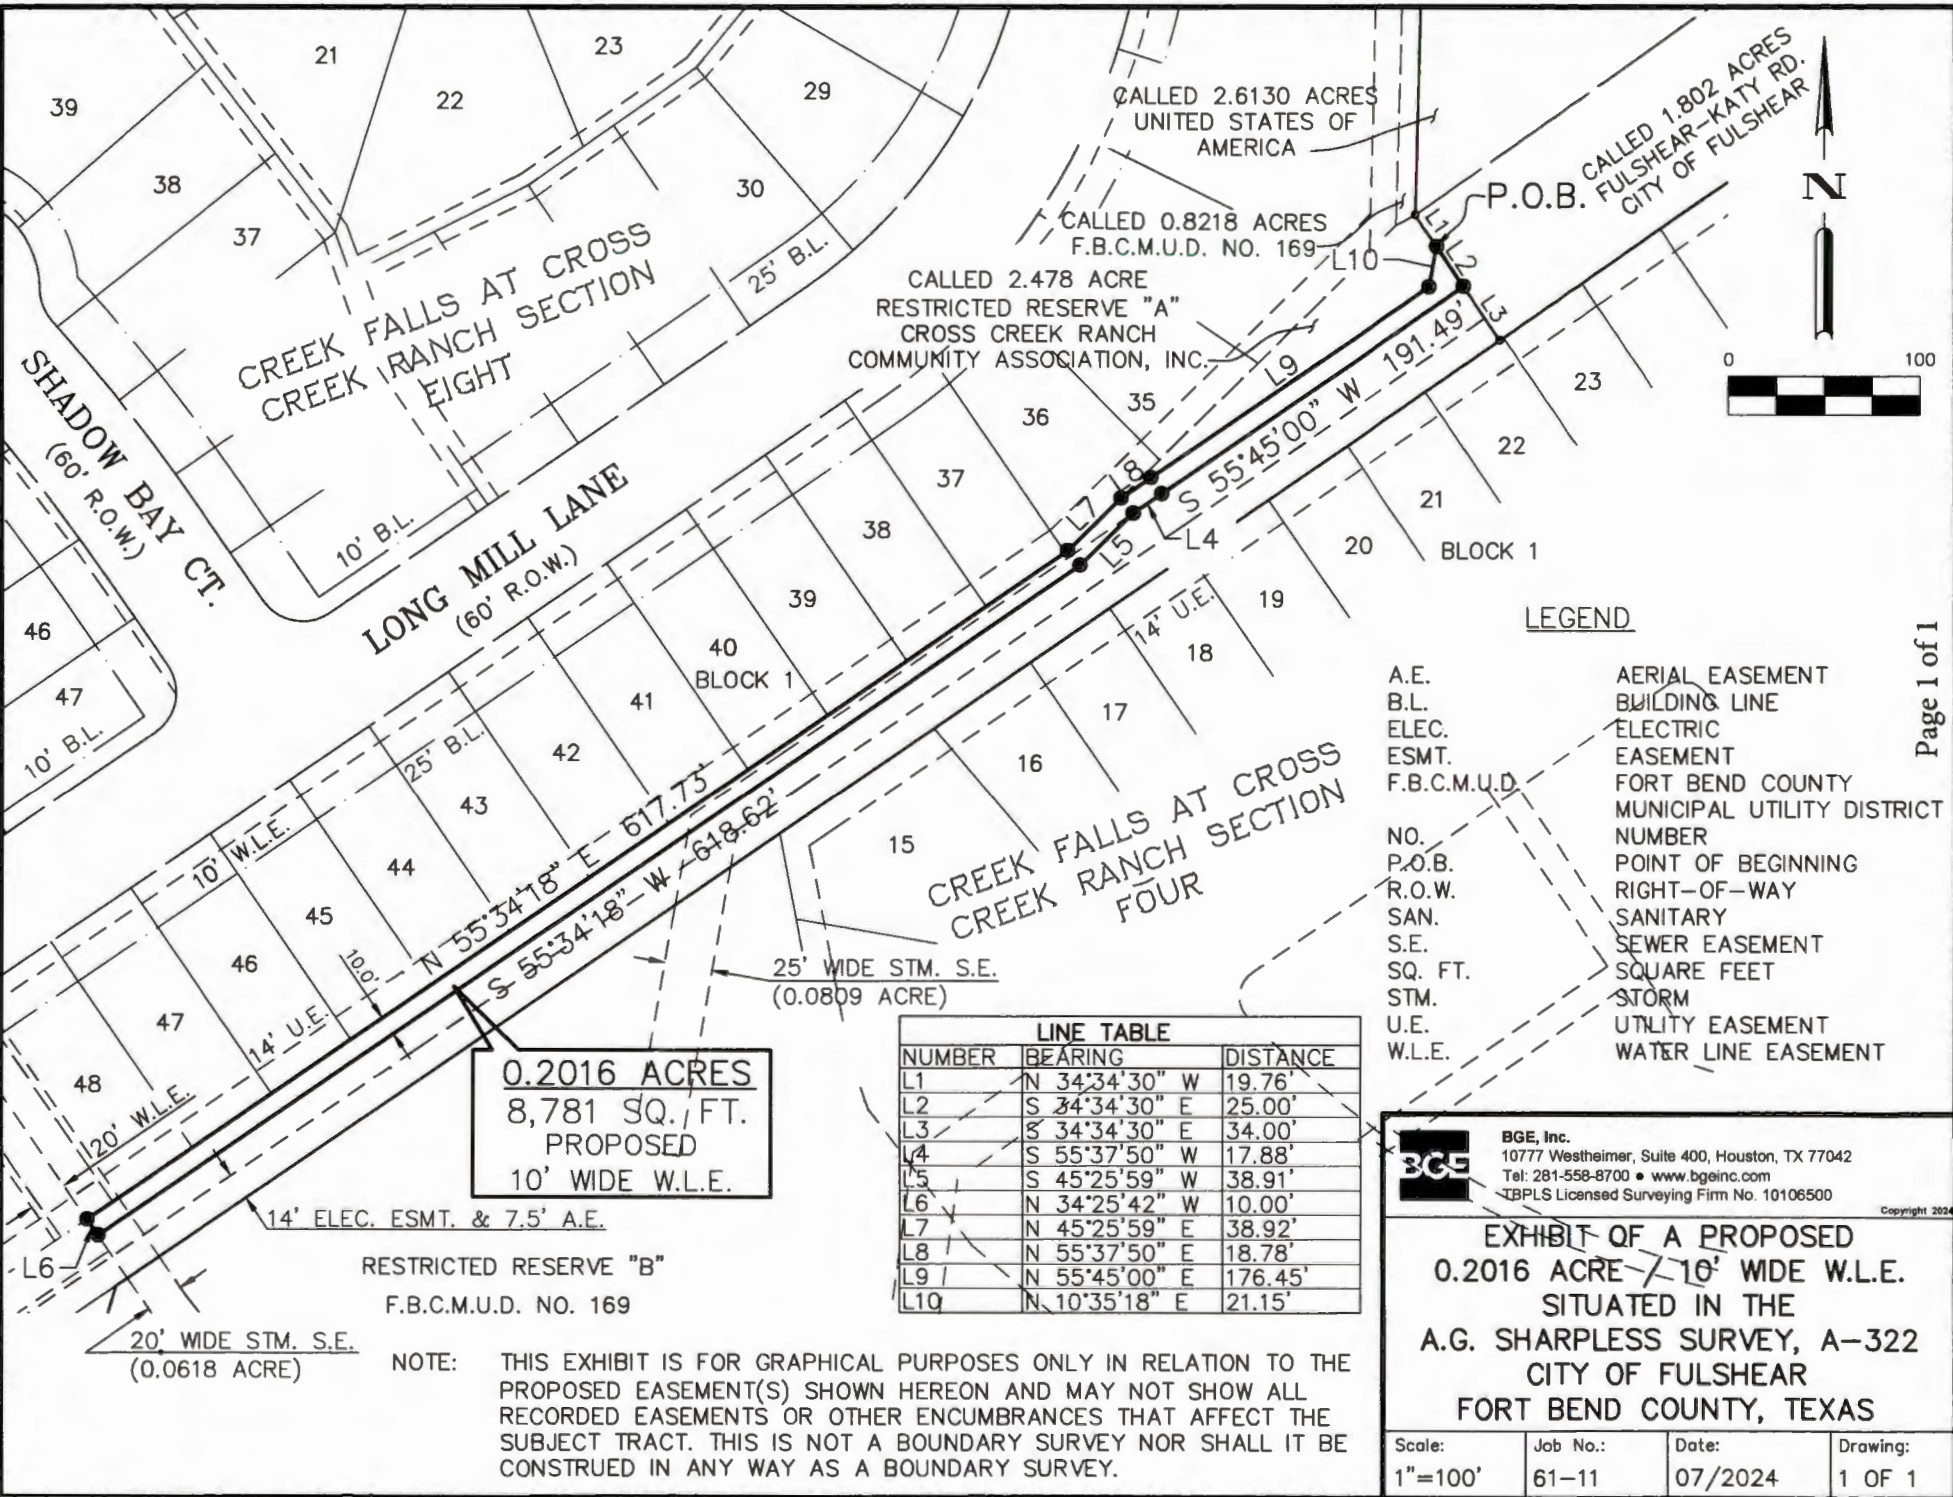 39
21
23
22
29
38
37
30
CALLED 2.6130 ACRES
UNITED STATES OF
AMERICA
CALLED 1.802 ACRES
FULSHEAR-KATY RD.
CITY OF FULSHEAR
N
P.O.B.
L1
L2
L3
L10
CALLED 0.8218 ACRES
F.B.C.M.U.D. NO. 169
CALLED 2.478 ACRE
RESTRICTED RESERVE "A"
CROSS CREEK RANCH
COMMUNITY ASSOCIATION, INC.
0 100
CREEK FALLS AT CROSS
CREEK RANCH SECTION
EIGHT
25' B.L.
SHADOW BAY CT.
(60' R.O.W.)
10' B.L.
LONG MILL LANE
(60' R.O.W.)
L9
S 55°45'00" W 191.49'
35
36
37
38
39
40
BLOCK 1
41
42
43
44
45
46
47
48
L8
L7
L5
L4
23
22
21
20
BLOCK 1
19
18
17
16
15
14' U.E.
46
47
10' B.L.
25' B.L.
10' W.L.E.
10.0'
14' U.E.
20' W.L.E.
N 55°34'18" E 617.73'
S 55°34'18" W 618.62'
CREEK FALLS AT CROSS
CREEK RANCH SECTION
FOUR
25' WIDE STM. S.E.
(0.0809 ACRE)
0.2016 ACRES
8,781 SQ. FT.
PROPOSED
10' WIDE W.L.E.
14' ELEC. ESMT. & 7.5' A.E.
L6
RESTRICTED RESERVE "B"
F.B.C.M.U.D. NO. 169
20' WIDE STM. S.E.
(0.0618 ACRE)
LEGEND
A.E. AERIAL EASEMENT
B.L. BUILDING LINE
ELEC. ELECTRIC
ESMT. EASEMENT
F.B.C.M.U.D. FORT BEND COUNTY
MUNICIPAL UTILITY DISTRICT
NO. NUMBER
P.O.B. POINT OF BEGINNING
R.O.W. RIGHT-OF-WAY
SAN. SANITARY
S.E. SEWER EASEMENT
SQ. FT. SQUARE FEET
STM. STORM
U.E. UTILITY EASEMENT
W.L.E. WATER LINE EASEMENT
Page 1 of 1
LINE TABLE
NUMBER BEARING DISTANCE
L1 N 34°34'30" W 19.76'
L2 S 34°34'30" E 25.00'
L3 S 34°34'30" E 34.00'
L4 S 55°37'50" W 17.88'
L5 S 45°25'59" W 38.91'
L6 N 34°25'42" W 10.00'
L7 N 45°25'59" E 38.92'
L8 N 55°37'50" E 18.78'
L9 N 55°45'00" E 176.45'
L10 N 10°35'18" E 21.15'
NOTE: THIS EXHIBIT IS FOR GRAPHICAL PURPOSES ONLY IN RELATION TO THE
PROPOSED EASEMENT(S) SHOWN HEREON AND MAY NOT SHOW ALL
RECORDED EASEMENTS OR OTHER ENCUMBRANCES THAT AFFECT THE
SUBJECT TRACT. THIS IS NOT A BOUNDARY SURVEY NOR SHALL IT BE
CONSTRUED IN ANY WAY AS A BOUNDARY SURVEY.
BGE
BGE, Inc.
10777 Westheimer, Suite 400, Houston, TX 77042
Tel: 281-558-8700 • www.bgeinc.com
TBPLS Licensed Surveying Firm No. 10106500
Copyright 2024
EXHIBIT OF A PROPOSED
0.2016 ACRE / 10' WIDE W.L.E.
SITUATED IN THE
A.G. SHARPLESS SURVEY, A-322
CITY OF FULSHEAR
FORT BEND COUNTY, TEXAS
Scale: Job No.: Date: Drawing:
1"=100' 61-11 07/2024 1 OF 1